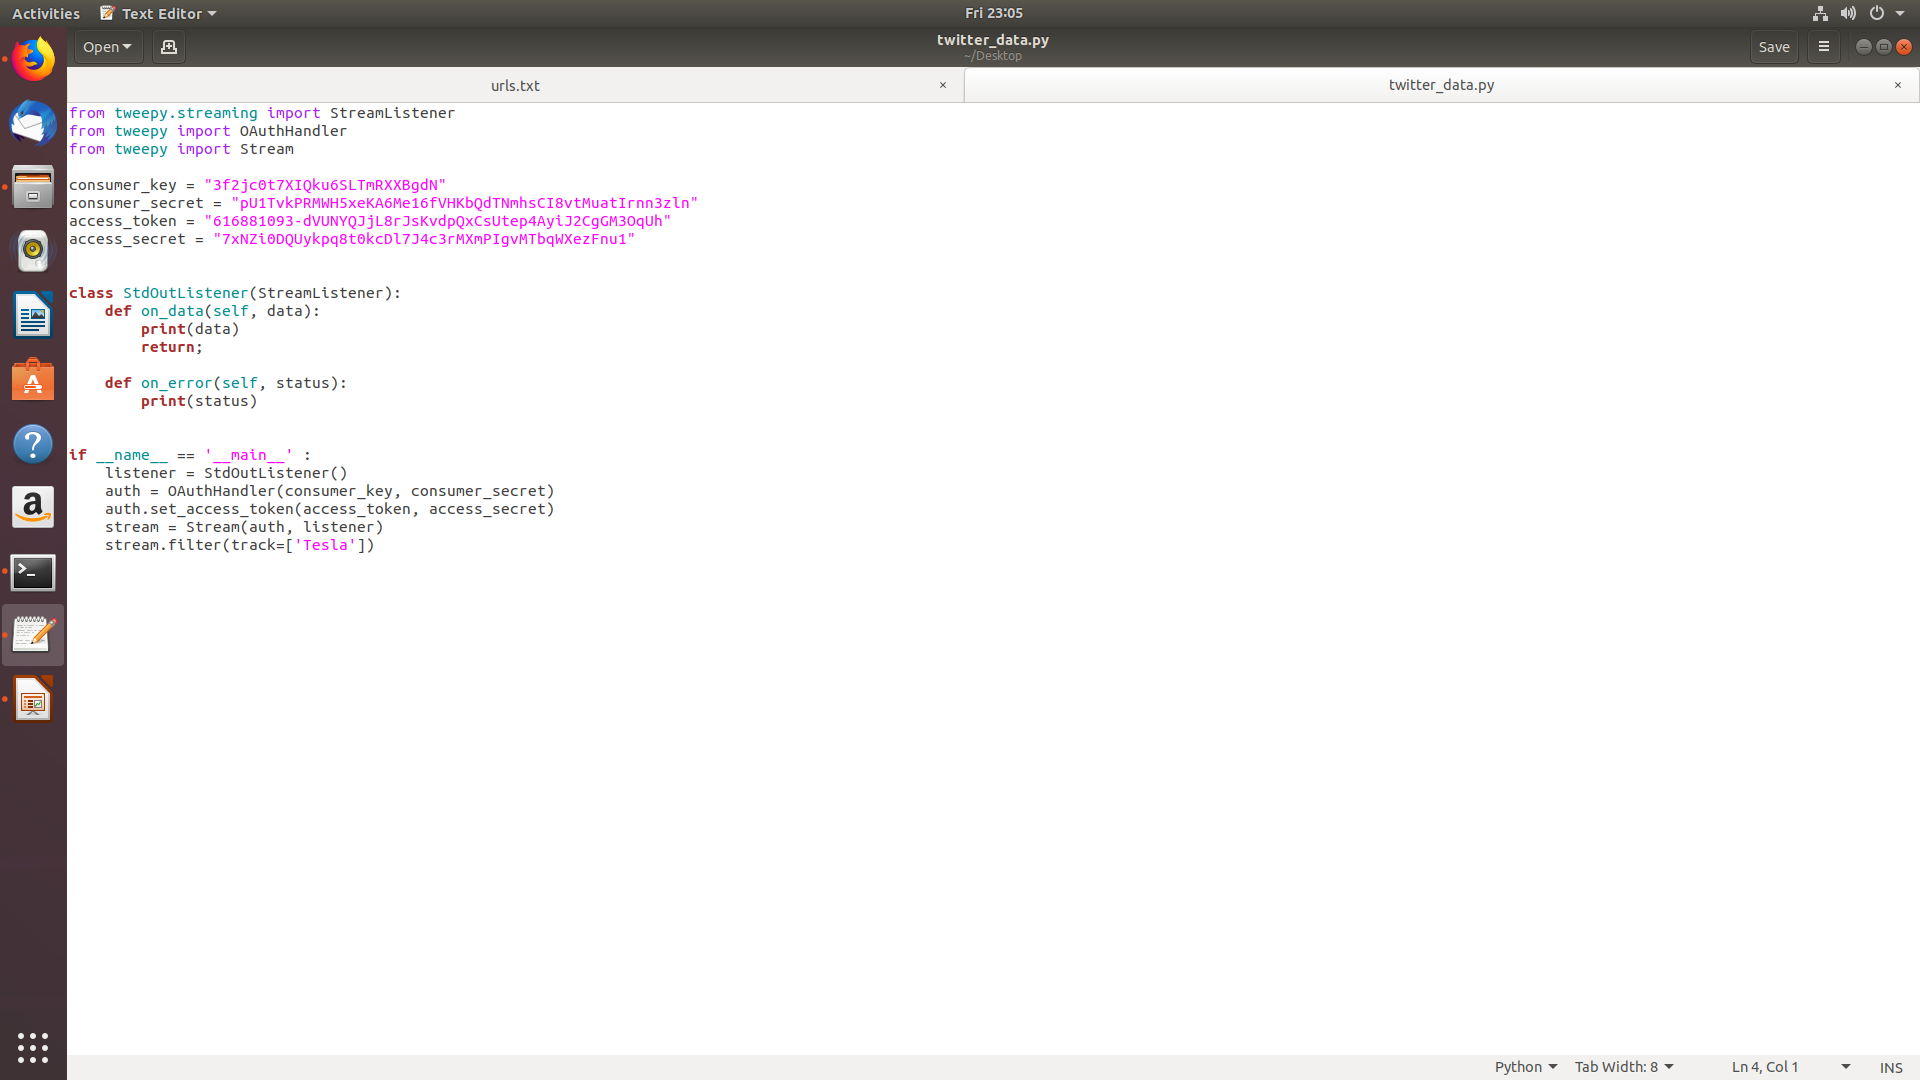 Activities Text Editor Fri 23:05
Open twitter_data.py Save
~/Desktop
urls.txt × twitter_data.py ×
from tweepy.streaming import StreamListener
from tweepy import OAuthHandler
from tweepy import Stream
consumer_key = "3f2jc0t7XIQku6SLTmRXXBgdN"
consumer_secret = "pU1TvkPRMWH5xeKA6Me16fVHKbQdTNmhsCI8vtMuatIrnn3zln"
access_token = "616881093-dVUNYQJjL8rJsKvdpQxCsUtep4AyiJ2CgGM3OqUh"
access_secret = "7xNZi0DQUykpq8t0kcDl7J4c3rMXmPIgvMTbqWXezFnu1"
class StdOutListener(StreamListener):
    def on_data(self, data):
        print(data)
        return;
    def on_error(self, status):
        print(status)
if __name__ == '__main__' :
    listener = StdOutListener()
    auth = OAuthHandler(consumer_key, consumer_secret)
    auth.set_access_token(access_token, access_secret)
    stream = Stream(auth, listener)
    stream.filter(track=['Tesla'])
Python Tab Width: 8 Ln 4, Col 1 INS